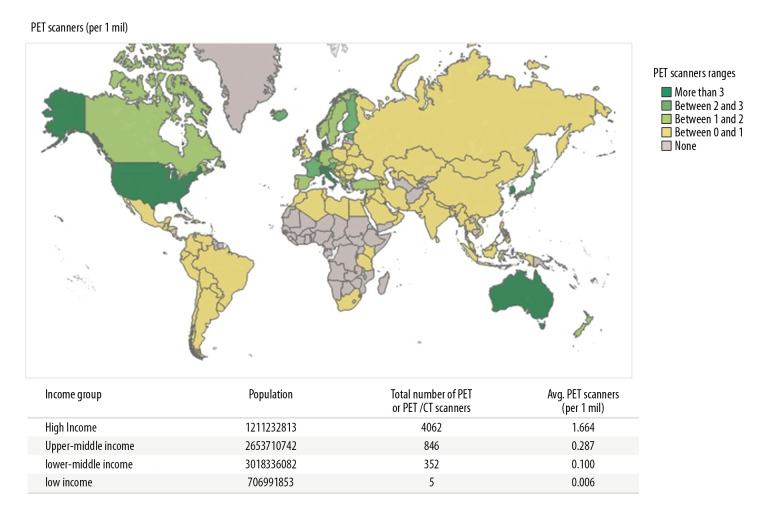 PET scanners (per 1 mil)
PET scanners ranges
More than 3
Between 2 and 3
Between 1 and 2
Between 0 and 1
None
Income group Population Total number of PET or PET /CT scanners Avg. PET scanners (per 1 mil)
High Income 1211232813 4062 1.664
Upper-middle income 2653710742 846 0.287
lower-middle income 3018336082 352 0.100
low income 706991853 5 0.006